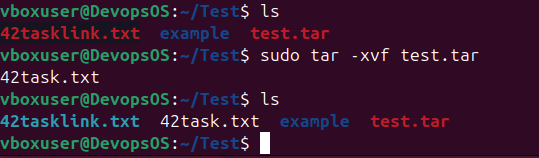 vboxuser@DevopsOS:~/Test$ ls
42tasklink.txt example test.tar
vboxuser@DevopsOS:~/Test$ sudo tar -xvf test.tar
42task.txt
vboxuser@DevopsOS:~/Test$ ls
42tasklink.txt 42task.txt example test.tar
vboxuser@DevopsOS:~/Test$